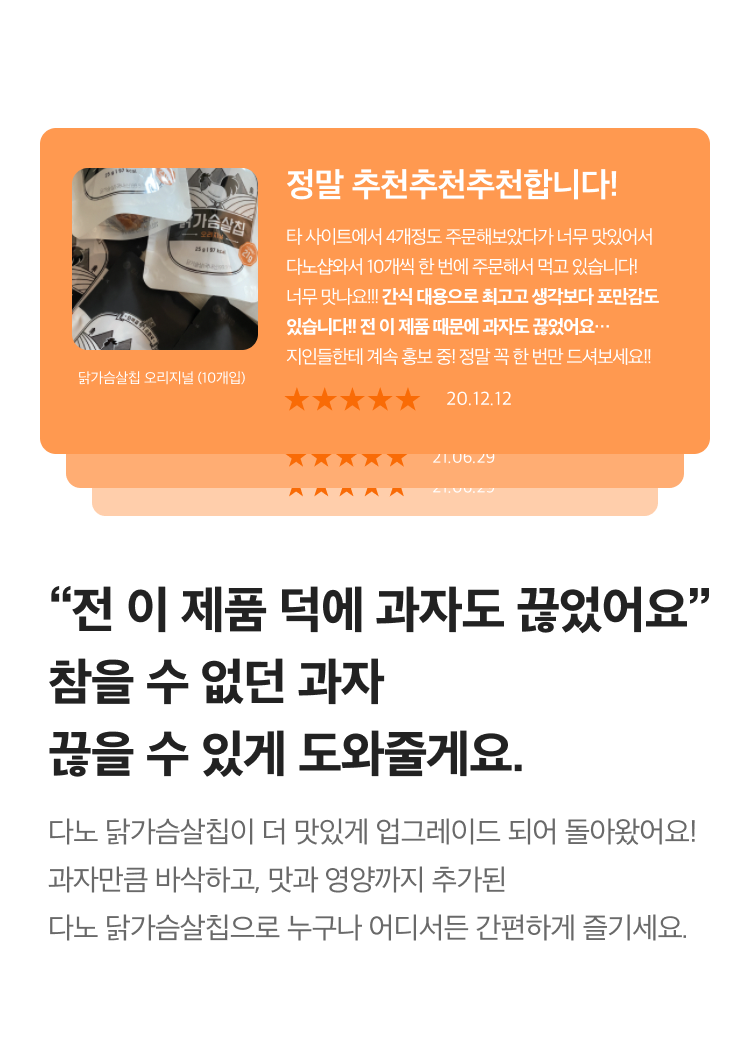 정말 추천추천추천합니다!
타 사이트에서 4개정도 주문해보았다가 너무 맛있어서
다노샵와서 10개씩 한 번에 주문해서 먹고 있습니다!
너무 맛나요!!! 간식 대용으로 최고고 생각보다 포만감도
있습니다!! 전 이 제품 때문에 과자도 끊었어요…
지인들한테 계속 홍보 중! 정말 꼭 한 번만 드셔보세요!!
★★★★★ 20.12.12
25 g | 97 kcal
닭가슴살칩
오리지널
25 g | 97 kcal
닭가슴살칩 오리지널 (10개입)
★★★★★ 21.06.29
★★★★★
“전 이 제품 덕에 과자도 끊었어요”
참을 수 없던 과자
끊을 수 있게 도와줄게요.
다노 닭가슴살칩이 더 맛있게 업그레이드 되어 돌아왔어요!
과자만큼 바삭하고, 맛과 영양까지 추가된
다노 닭가슴살칩으로 누구나 어디서든 간편하게 즐기세요.